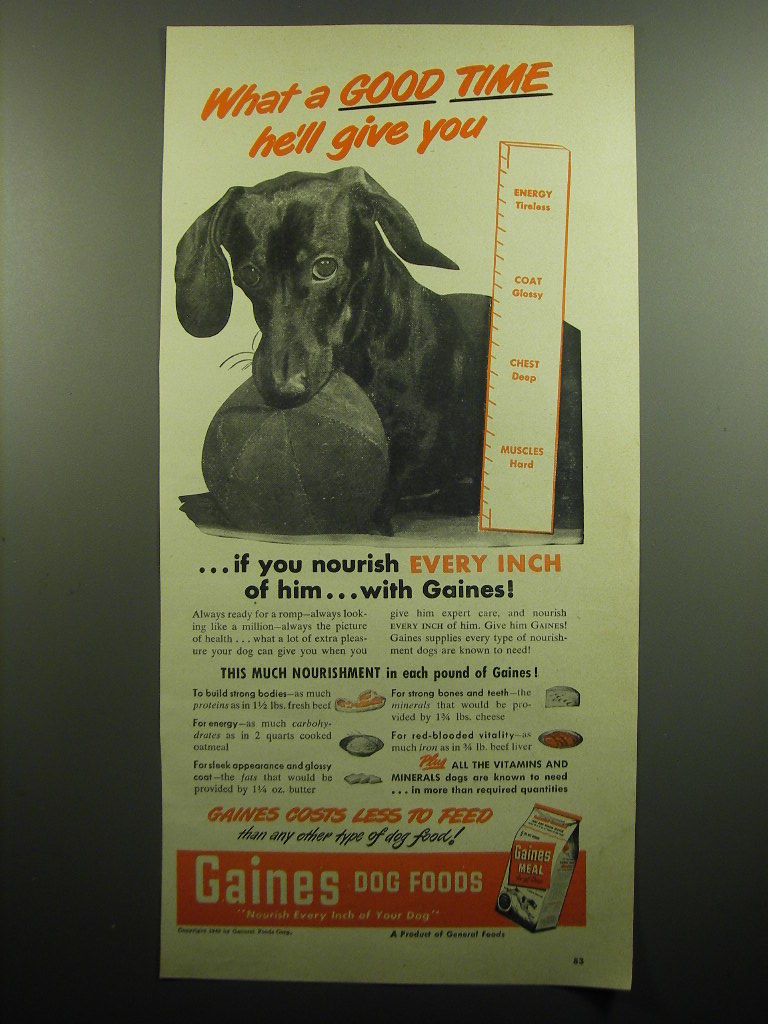 What a GOOD TIME
he'll give you
ENERGY
Tireless
COAT
Glossy
CHEST
Deep
MUSCLES
Hard
...if you nourish EVERY INCH
of him...with Gaines!
Always ready for a romp—always look-
ing like a million—always the picture
of health . . . what a lot of extra pleas-
ure your dog can give you when you
give him expert care, and nourish
EVERY INCH of him. Give him GAINES!
Gaines supplies every type of nourish-
ment dogs are known to need!
THIS MUCH NOURISHMENT in each pound of Gaines!
To build strong bodies—as much
proteins as in 1½ lbs. fresh beef
For energy—as much carbohy-
drates as in 2 quarts cooked
oatmeal
For sleek appearance and glossy
coat—the fats that would be
provided by 1¼ oz. butter
For strong bones and teeth—the
minerals that would be pro-
vided by 1¾ lbs. cheese
For red-blooded vitality—as
much iron as in ¾ lb. beef liver
Plus ALL THE VITAMINS AND
MINERALS dogs are known to need
... in more than required quantities
GAINES COSTS LESS TO FEED
than any other type of dog food!
Gaines DOG FOODS
"Nourish Every Inch of Your Dog"
Gaines
MEAL
Copyright by General Foods Corp.
A Product of General Foods
83